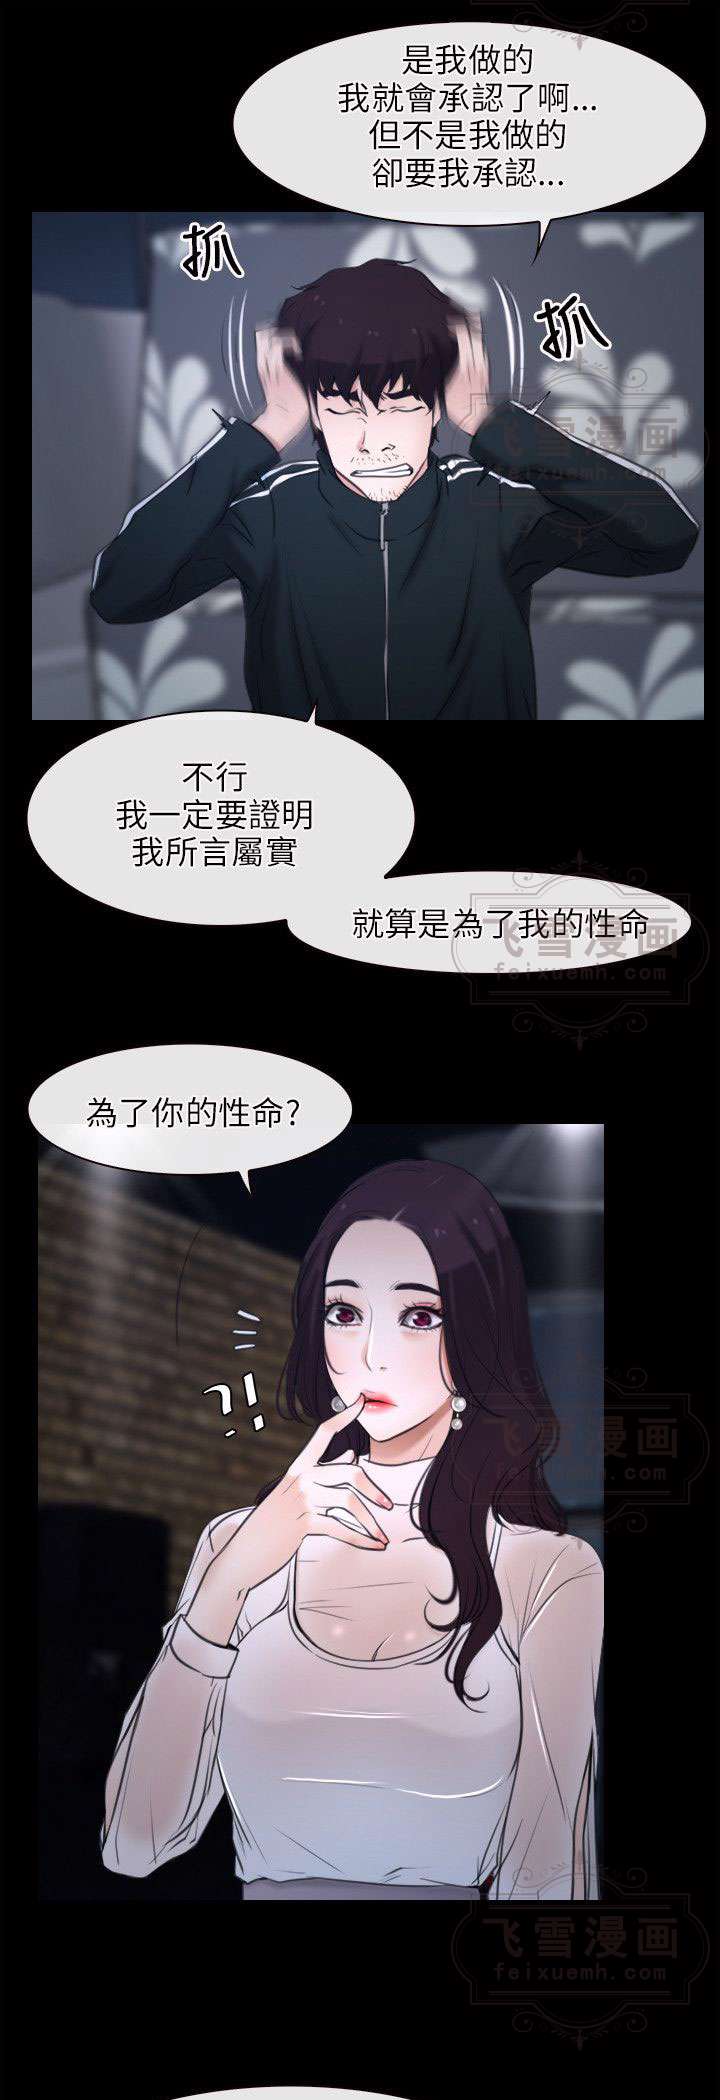 是我做的
我就會承認了啊...
但不是我做的
卻要我承認...
抓
抓
飞雪漫画
feixuemh.com
不行
我一定要證明
我所言屬實
就算是為了我的性命
飞雪漫画
feixuemh.com
為了你的性命?
?!
飞雪漫画
feixuemh.com
飞雪漫画
feixuemh.com